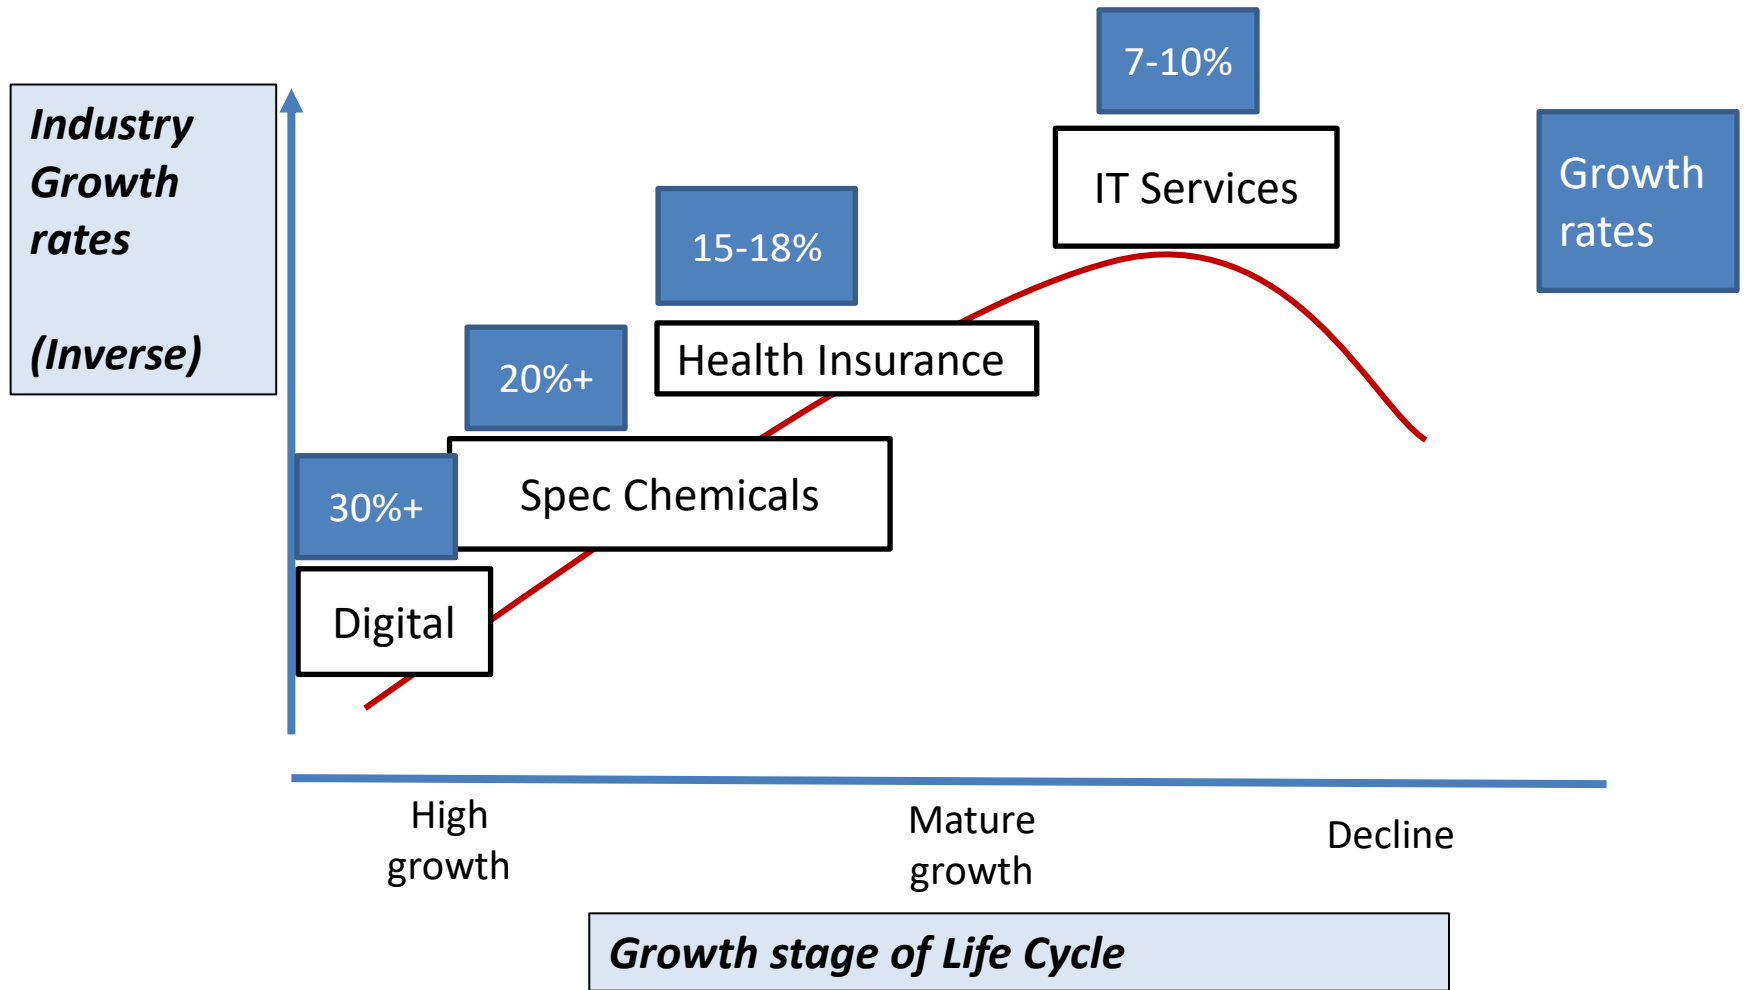 Industry
Growth
rates
(Inverse)
7-10%
IT Services
Growth
rates
15-18%
Health Insurance
20%+
Spec Chemicals
30%+
Digital
High
growth
Mature
growth
Decline
Growth stage of Life Cycle